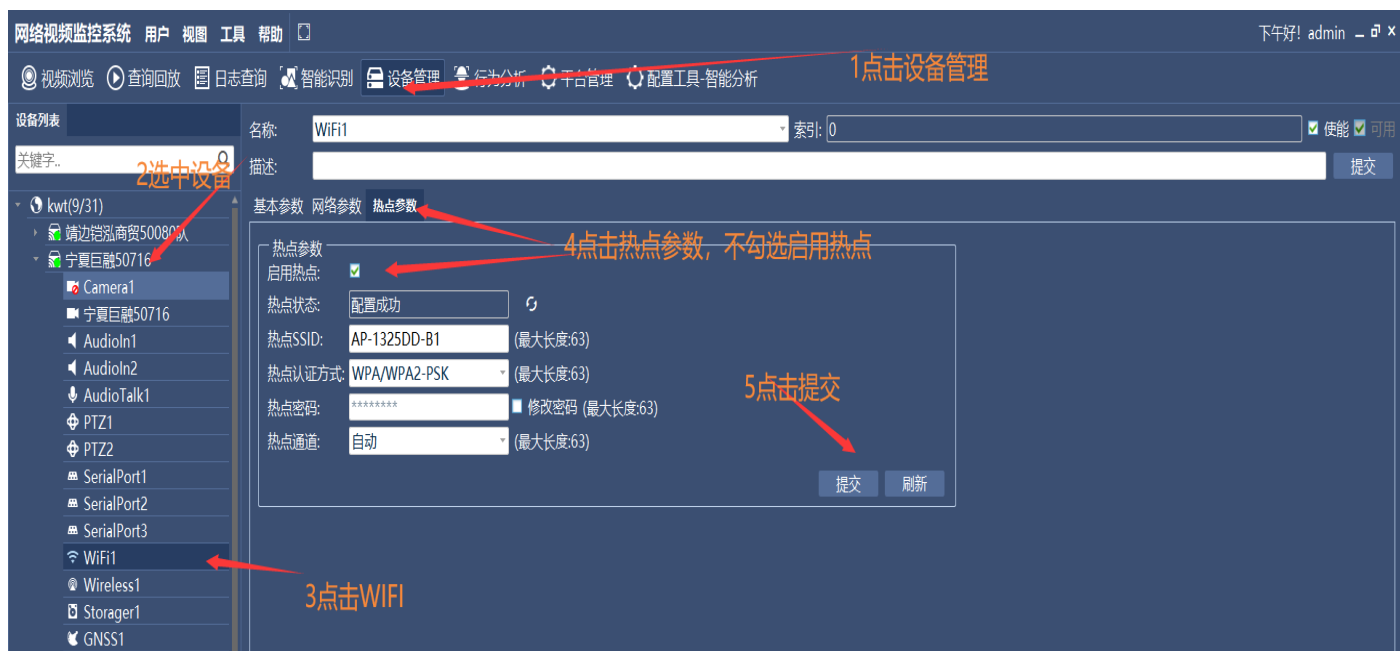 网络视频监控系统 用户 视图 工具 帮助 下午好! admin
视频浏览 查询回放 日志查询 智能识别 设备管理 行为分析 平台管理 配置工具-智能分析
1点击设备管理
设备列表
名称: WiFi1 索引: 0 使能 可用
关键字..
2选中设备
描述: 提交
kwt(9/31)
基本参数 网络参数 热点参数
靖边铠泓商贸50080队
宁夏巨融50716
4点击热点参数，不勾选启用热点
热点参数
启用热点:
Camera1
热点状态: 配置成功
宁夏巨融50716
AudioIn1
热点SSID: AP-1325DD-B1 (最大长度:63)
AudioIn2
热点认证方式: WPA/WPA2-PSK (最大长度:63)
5点击提交
AudioTalk1
热点密码: ******** 修改密码 (最大长度:63)
PTZ1
PTZ2
热点通道: 自动 (最大长度:63)
SerialPort1
提交 刷新
SerialPort2
SerialPort3
WiFi1
Wireless1
3点击WIFI
Storager1
GNSS1